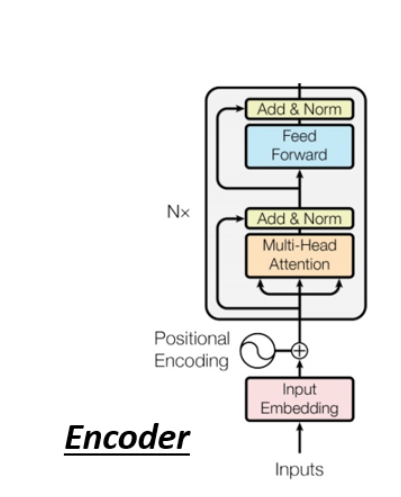 Add & Norm
Feed
Forward
Nx
Add & Norm
Multi-Head
Attention
Positional
Encoding
Input
Embedding
Encoder
Inputs